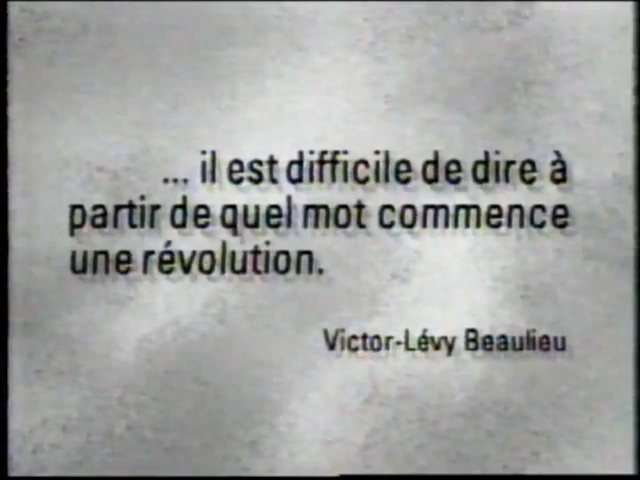 ... il est difficile de dire à
partir de quel mot commence
une révolution.
Victor-Lévy Beaulieu